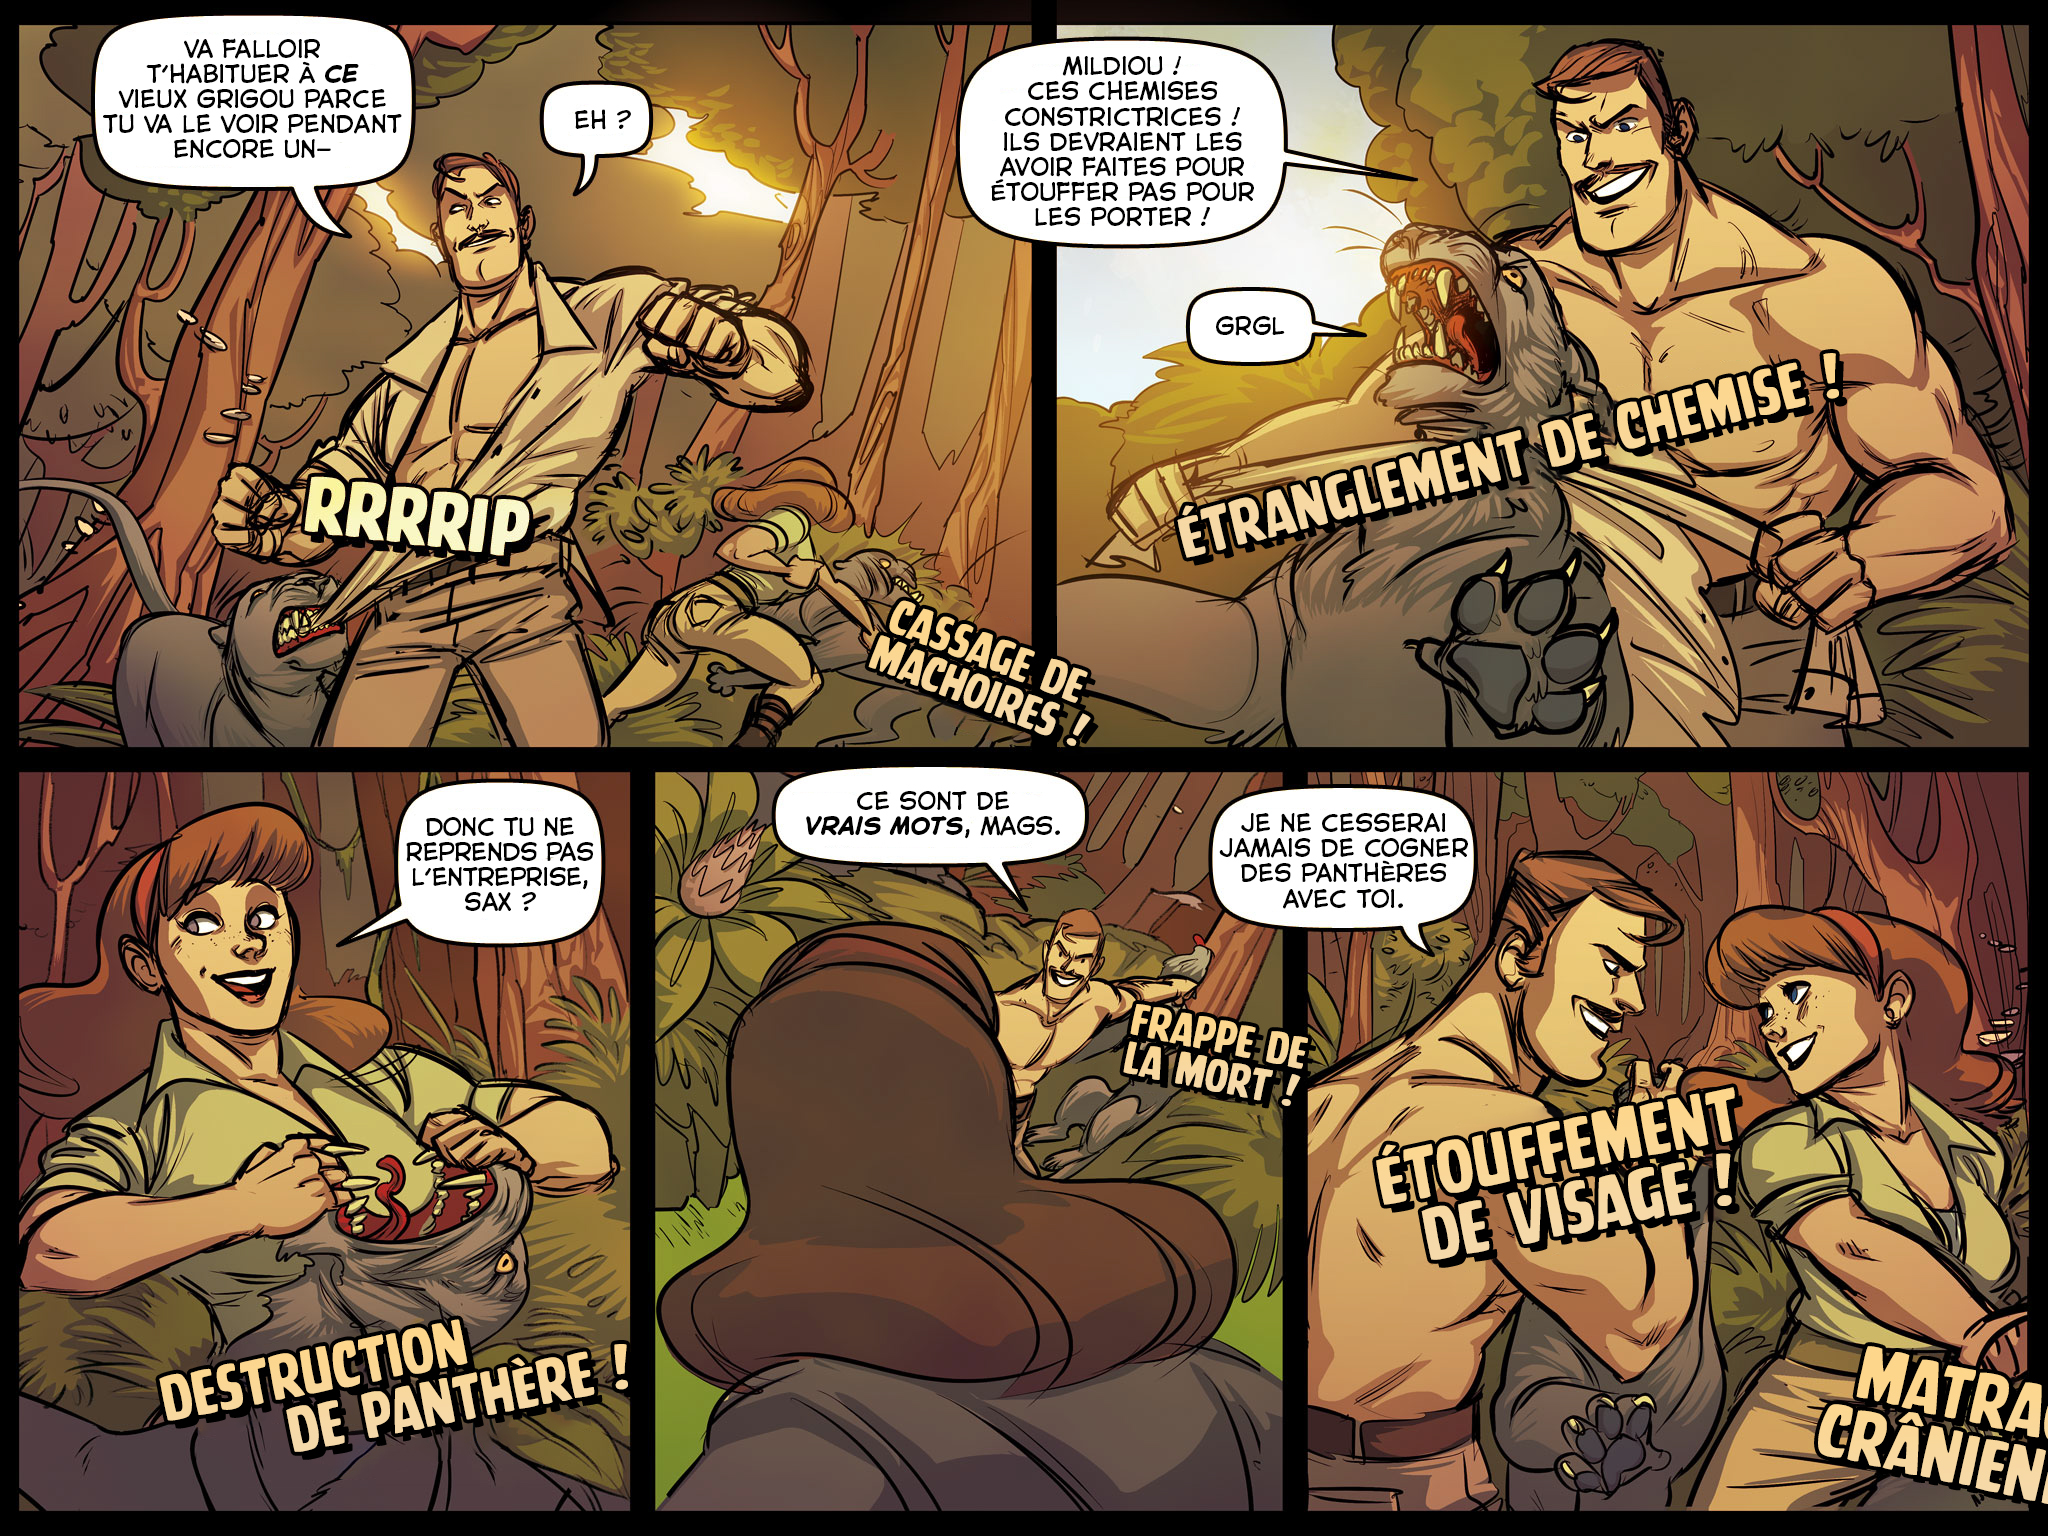 VA FALLOIR
T'HABITUER À CE
VIEUX GRIGOU PARCE
TU VA LE VOIR PENDANT
ENCORE UN–
EH ?
RRRRIP
CASSAGE DE
MACHOIRES !
MILDIOU !
CES CHEMISES
CONSTRICTRICES !
ILS DEVRAIENT LES
AVOIR FAITES POUR
ÉTOUFFER PAS POUR
LES PORTER !
GRGL
ÉTRANGLEMENT DE CHEMISE !
DONC TU NE
REPRENDS PAS
L'ENTREPRISE,
SAX ?
DESTRUCTION
DE PANTHÈRE !
CE SONT DE
VRAIS MOTS, MAGS.
FRAPPE DE
LA MORT !
JE NE CESSERAI
JAMAIS DE COGNER
DES PANTHÈRES
AVEC TOI.
ÉTOUFFEMENT
DE VISAGE !